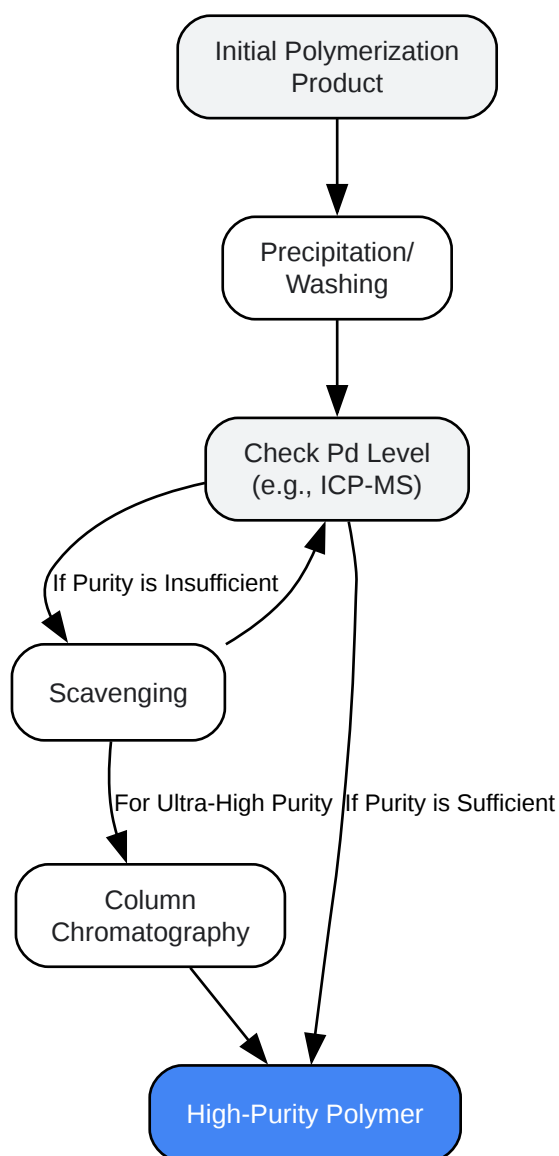 Initial Polymerization
Product
Precipitation/
Washing
Check Pd Level
(e.g., ICP-MS)
If Purity is Insufficient
Scavenging
For Ultra-High Purity
If Purity is Sufficient
Column
Chromatography
High-Purity Polymer